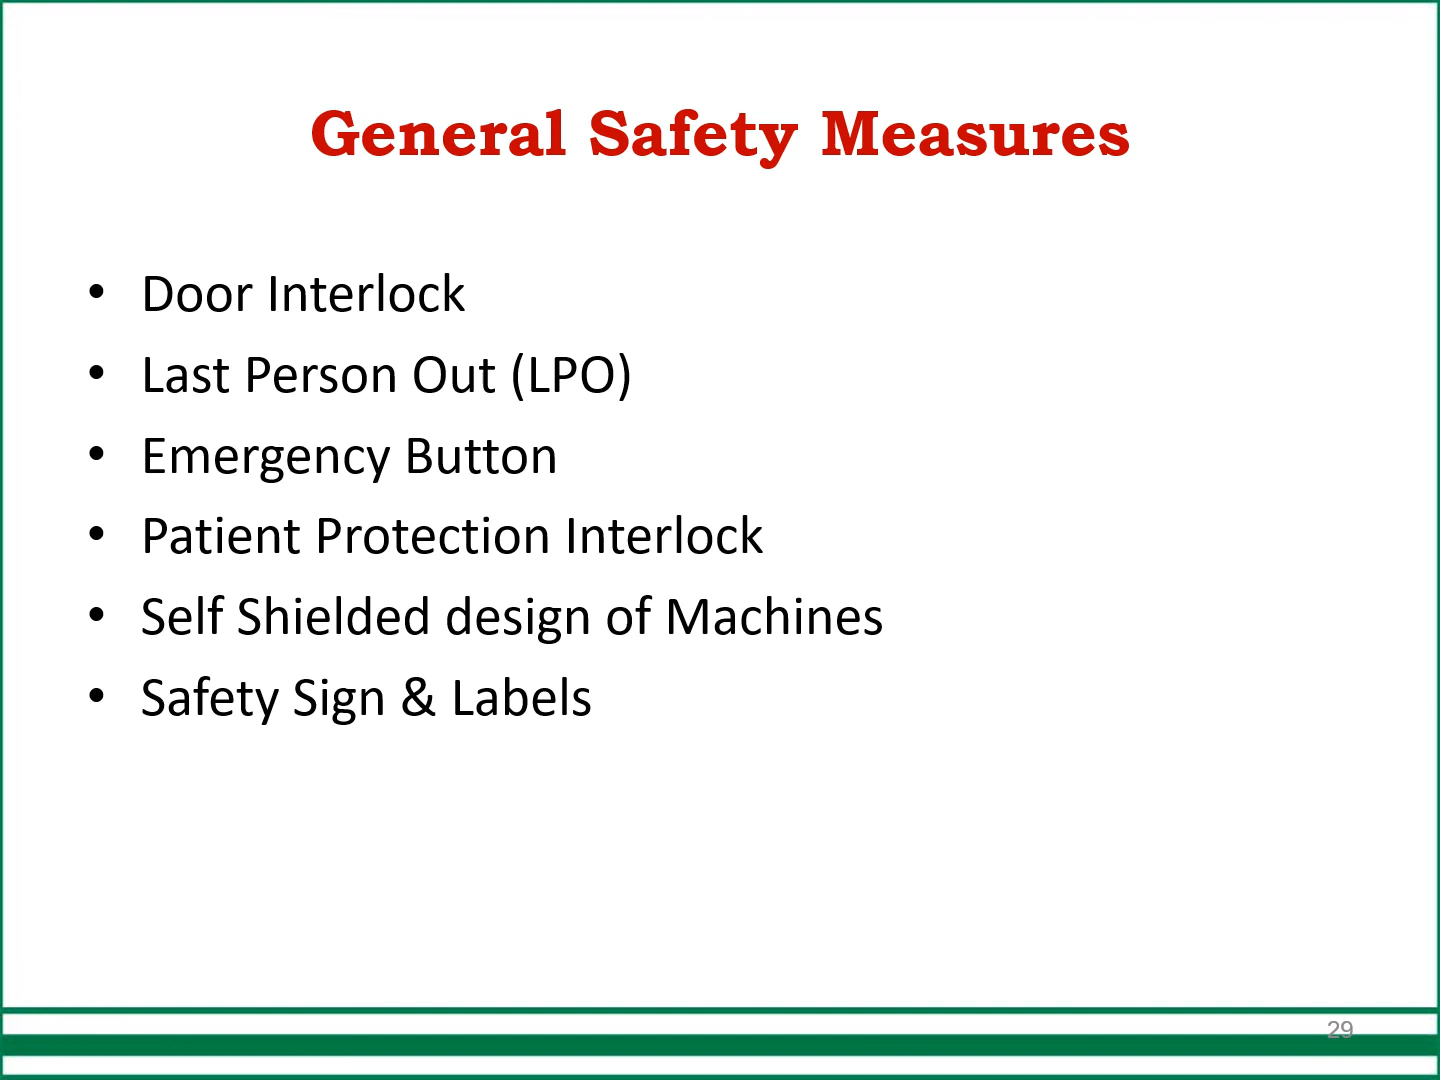 General Safety Measures
• Door Interlock
• Last Person Out (LPO)
• Emergency Button
• Patient Protection Interlock
• Self Shielded design of Machines
• Safety Sign & Labels
29